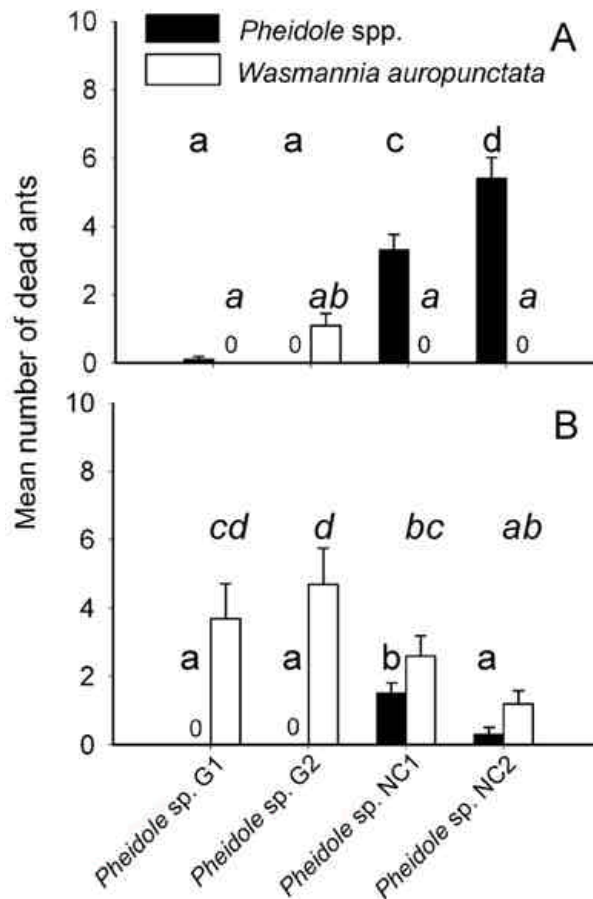 10
8
6
4
2
0
Pheidole spp.
Wasmannia auropunctata
A
a a c d
a ab a a
0 0 0 0
Mean number of dead ants
10
8
6
4
2
0
B
cd d bc ab
a a b a
0 0
Pheidole sp. G1
Pheidole sp. G2
Pheidole sp. NC1
Pheidole sp. NC2